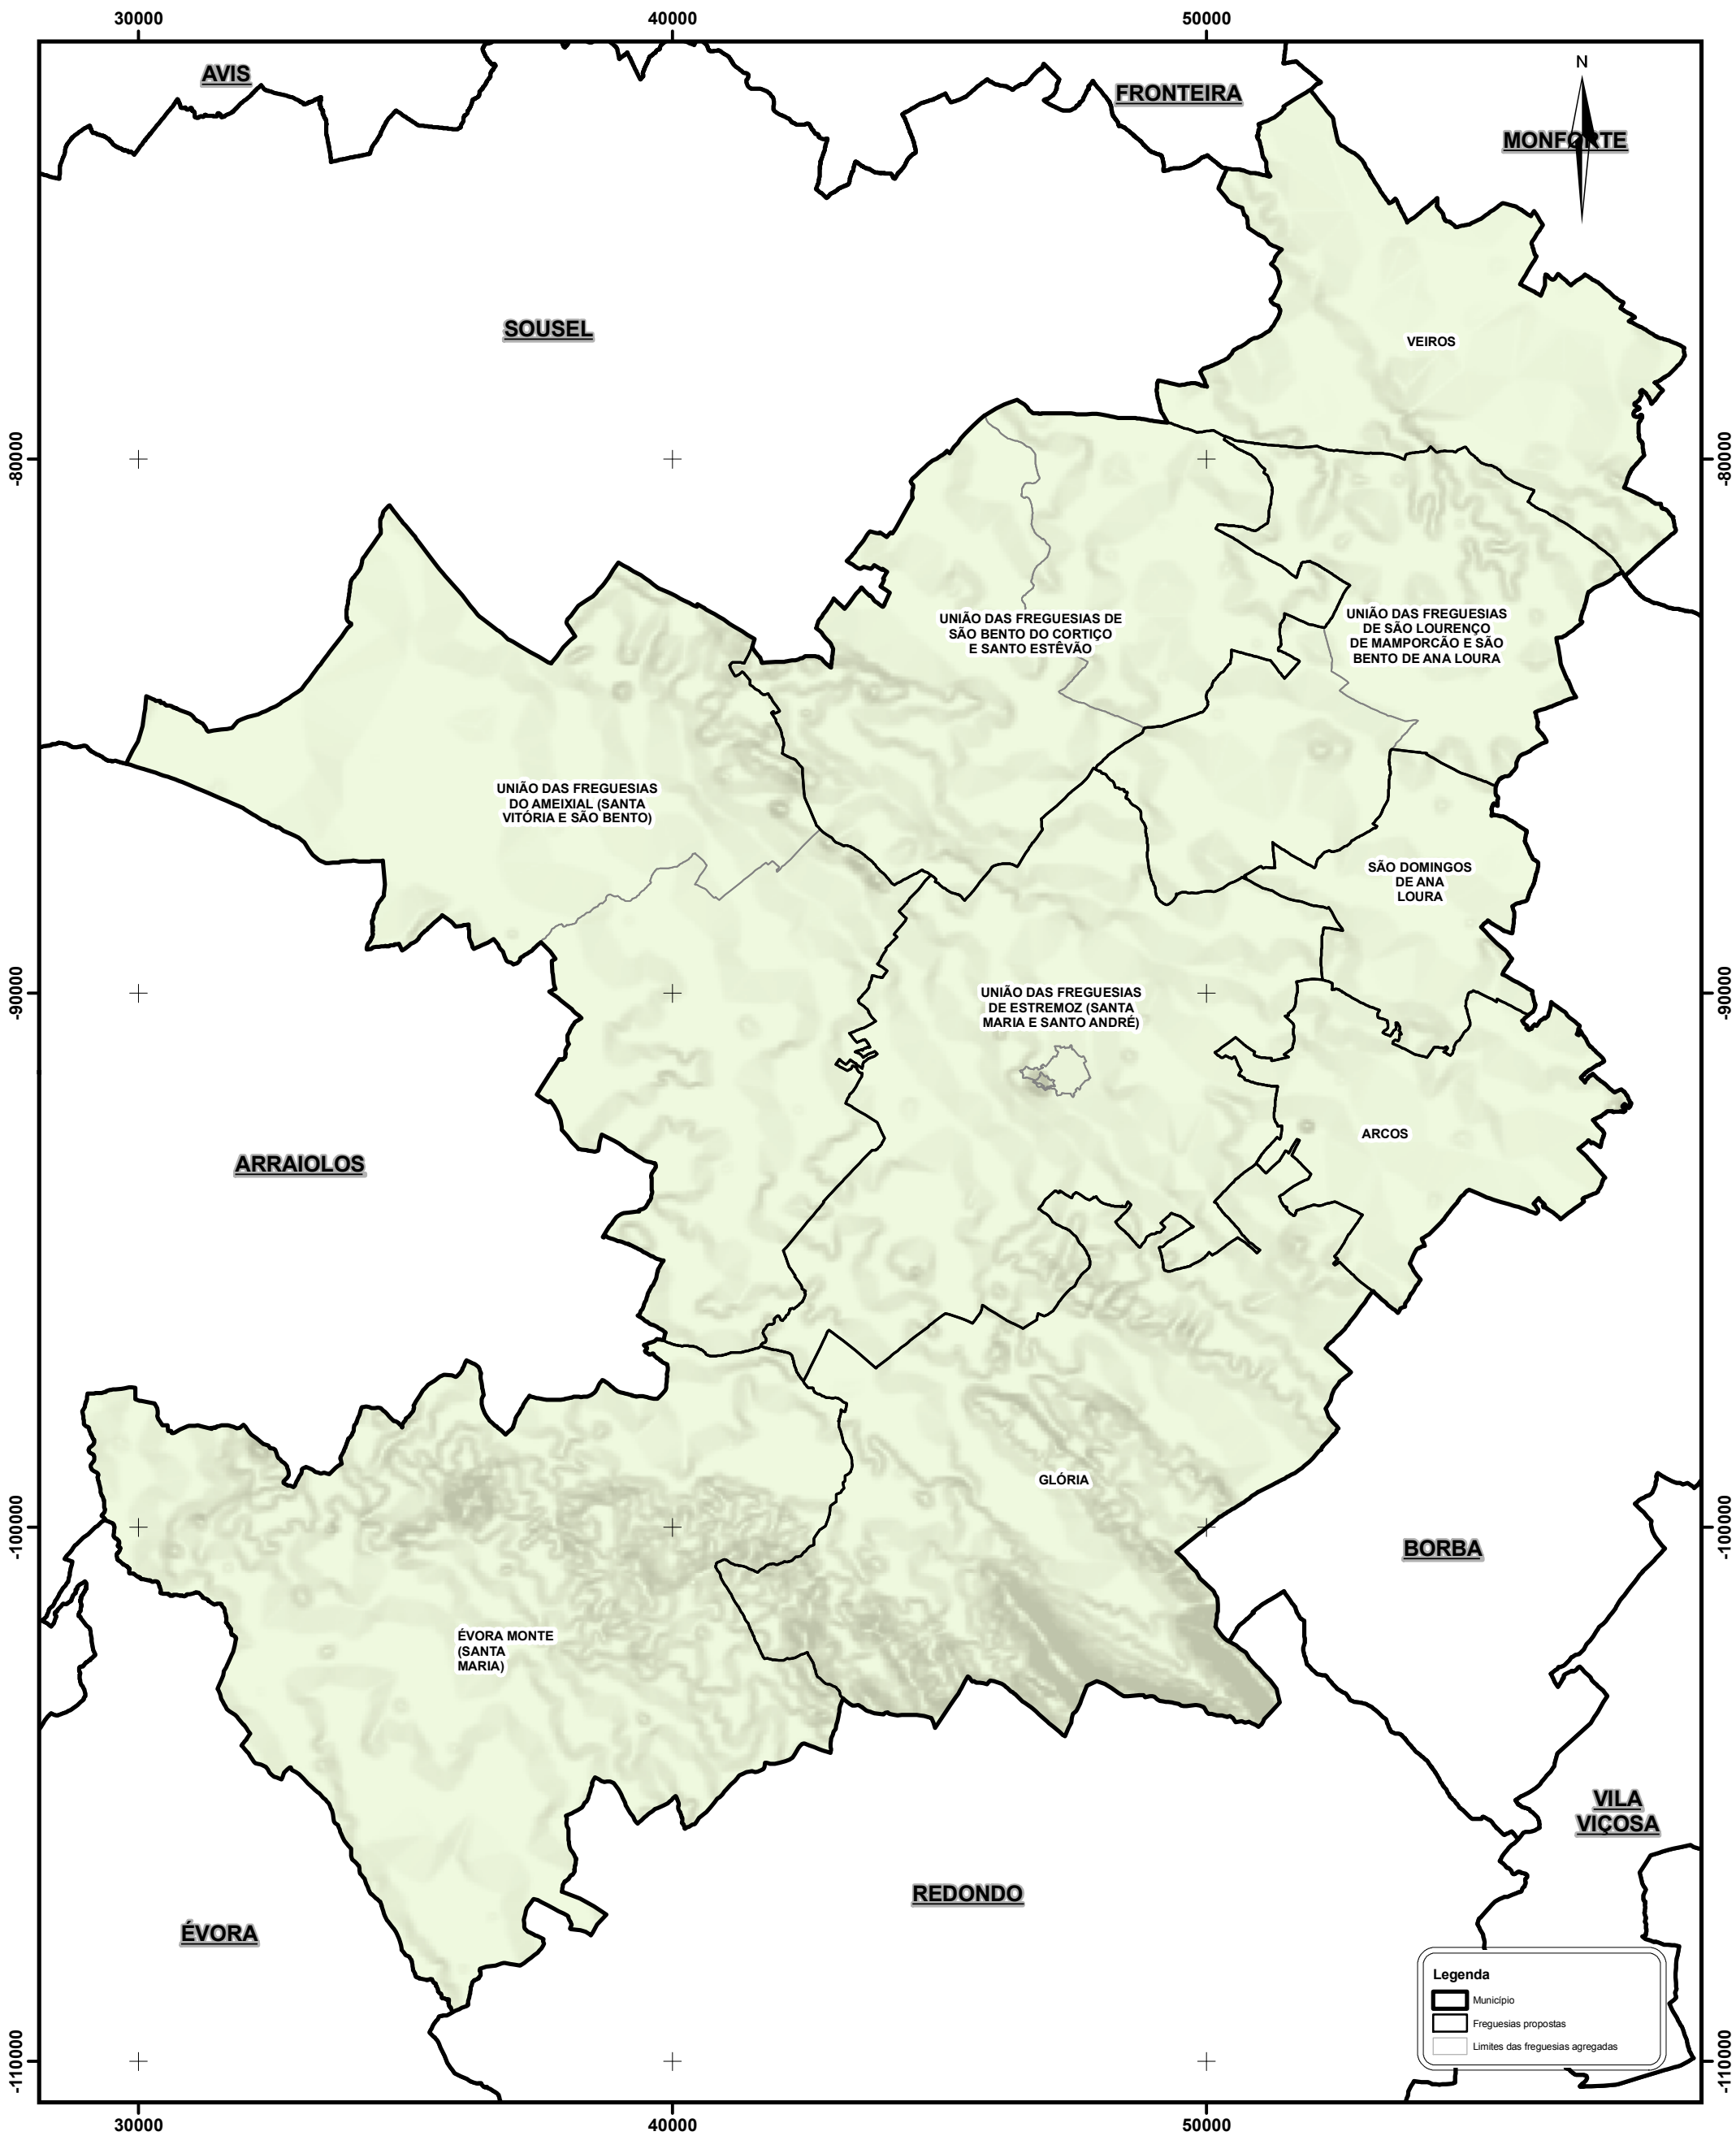 30000
40000
50000
AVIS
FRONTEIRA
N
MONFORTE
SOUSEL
VEIROS
-80000
-80000
UNIÃO DAS FREGUESIAS DE
SÃO BENTO DO CORTIÇO
E SANTO ESTÊVÃO
UNIÃO DAS FREGUESIAS
DE SÃO LOURENÇO
DE MAMPORCÃO E SÃO
BENTO DE ANA LOURA
UNIÃO DAS FREGUESIAS
DO AMEIXIAL (SANTA
VITÓRIA E SÃO BENTO)
SÃO DOMINGOS
DE ANA
LOURA
-90000
-90000
UNIÃO DAS FREGUESIAS
DE ESTREMOZ (SANTA
MARIA E SANTO ANDRÉ)
ARCOS
ARRAIOLOS
GLÓRIA
-100000
-100000
BORBA
ÉVORA MONTE
(SANTA
MARIA)
VILA
VIÇOSA
REDONDO
ÉVORA
Legenda
Município
Freguesias propostas
Limites das freguesias agregadas
-110000
-110000
30000
40000
50000